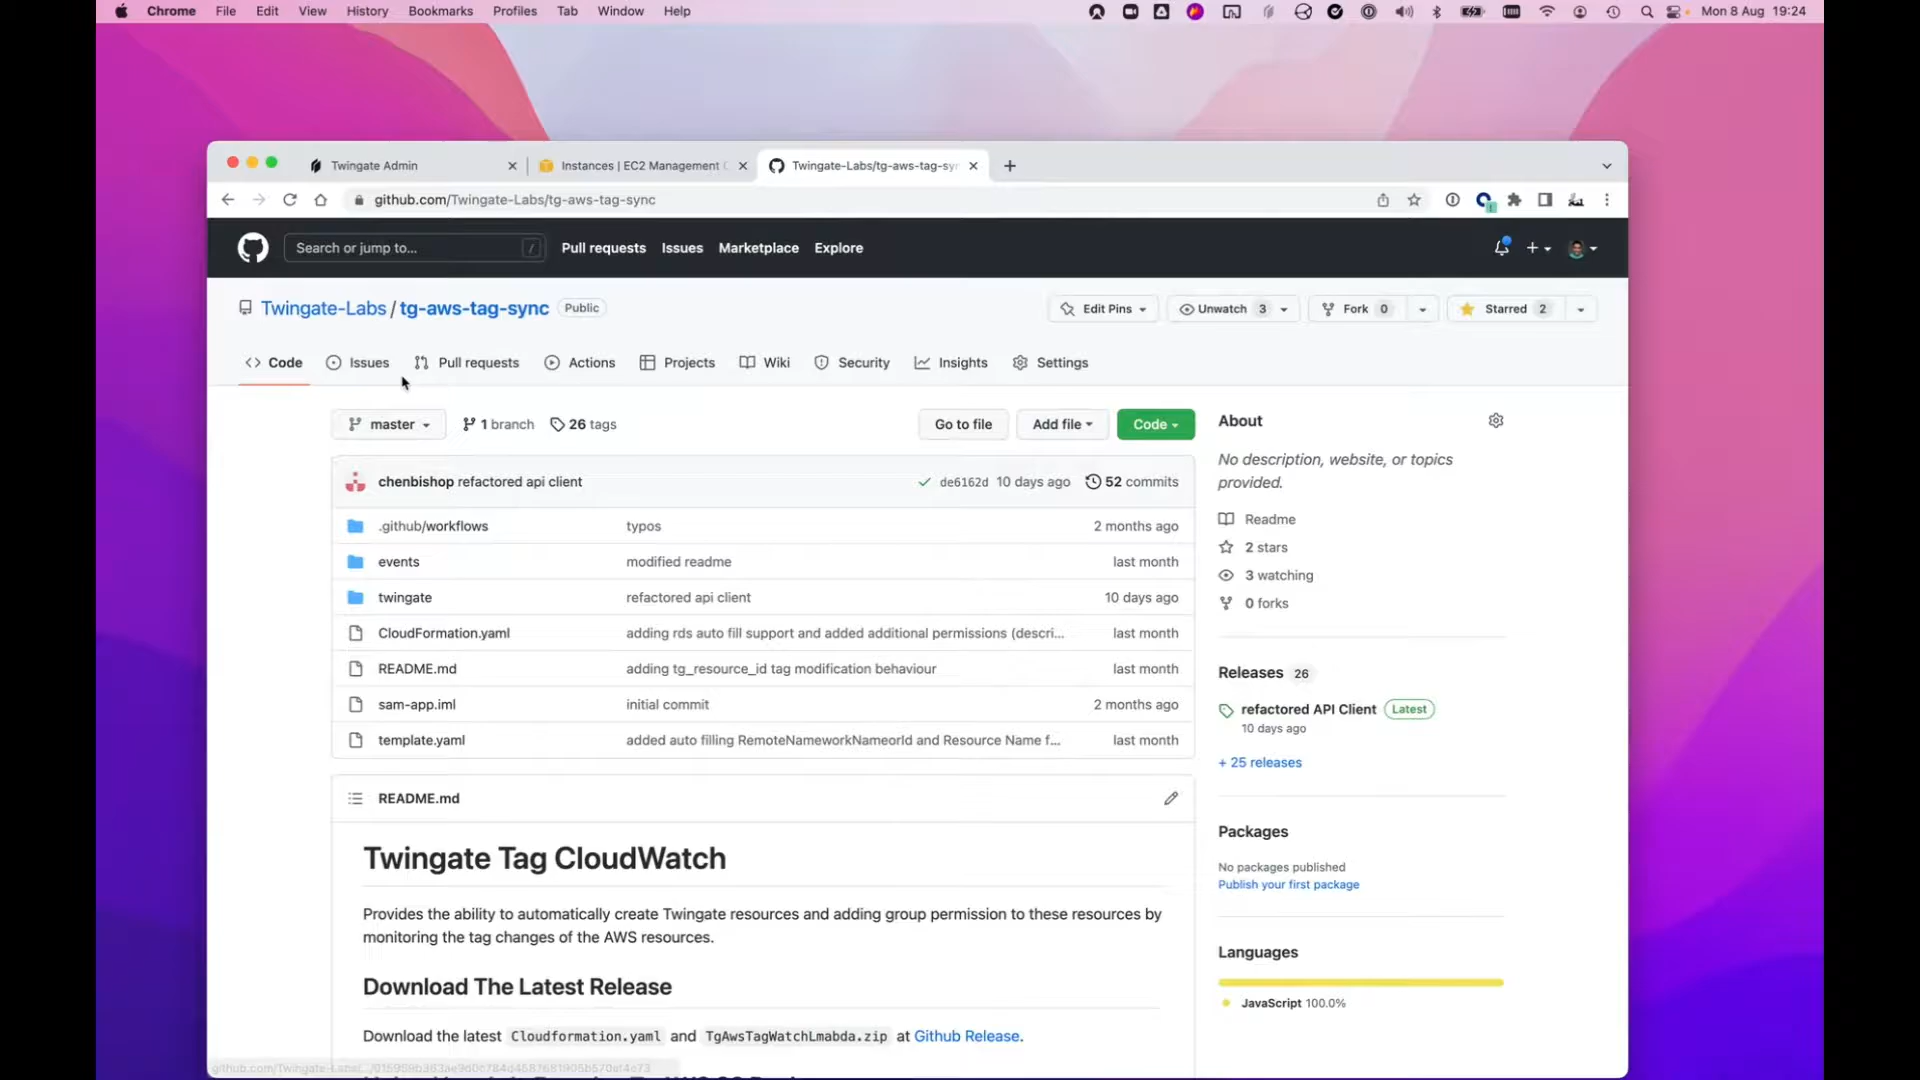 Chrome File Edit View History Bookmarks Profiles Tab Window Help Mon 8 Aug 19:24
Twingate Admin Instances | EC2 Management Twingate-Labs/tg-aws-tag-sy
github.com/Twingate-Labs/tg-aws-tag-sync
Search or jump to... / Pull requests Issues Marketplace Explore
Twingate-Labs / tg-aws-tag-sync Public Edit Pins Unwatch 3 Fork 0 Starred 2
Code Issues Pull requests Actions Projects Wiki Security Insights Settings
master 1 branch 26 tags Go to file Add file Code
chenbishop refactored api client de6162d 10 days ago 52 commits
.github/workflows typos 2 months ago
events modified readme last month
twingate refactored api client 10 days ago
CloudFormation.yaml adding rds auto fill support and added additional permissions (descri... last month
README.md adding tg_resource_id tag modification behaviour last month
sam-app.iml initial commit 2 months ago
template.yaml added auto filling RemoteNameworkNameorId and Resource Name f... last month
README.md
Twingate Tag CloudWatch
Provides the ability to automatically create Twingate resources and adding group permission to these resources by
monitoring the tag changes of the AWS resources.
Download The Latest Release
Download the latest Cloudformation.yaml and TgAwsTagWatchLmabda.zip at Github Release.
About
No description, website, or topics
provided.
Readme
2 stars
3 watching
0 forks
Releases 26
refactored API Client Latest
10 days ago
+ 25 releases
Packages
No packages published
Publish your first package
Languages
JavaScript 100.0%